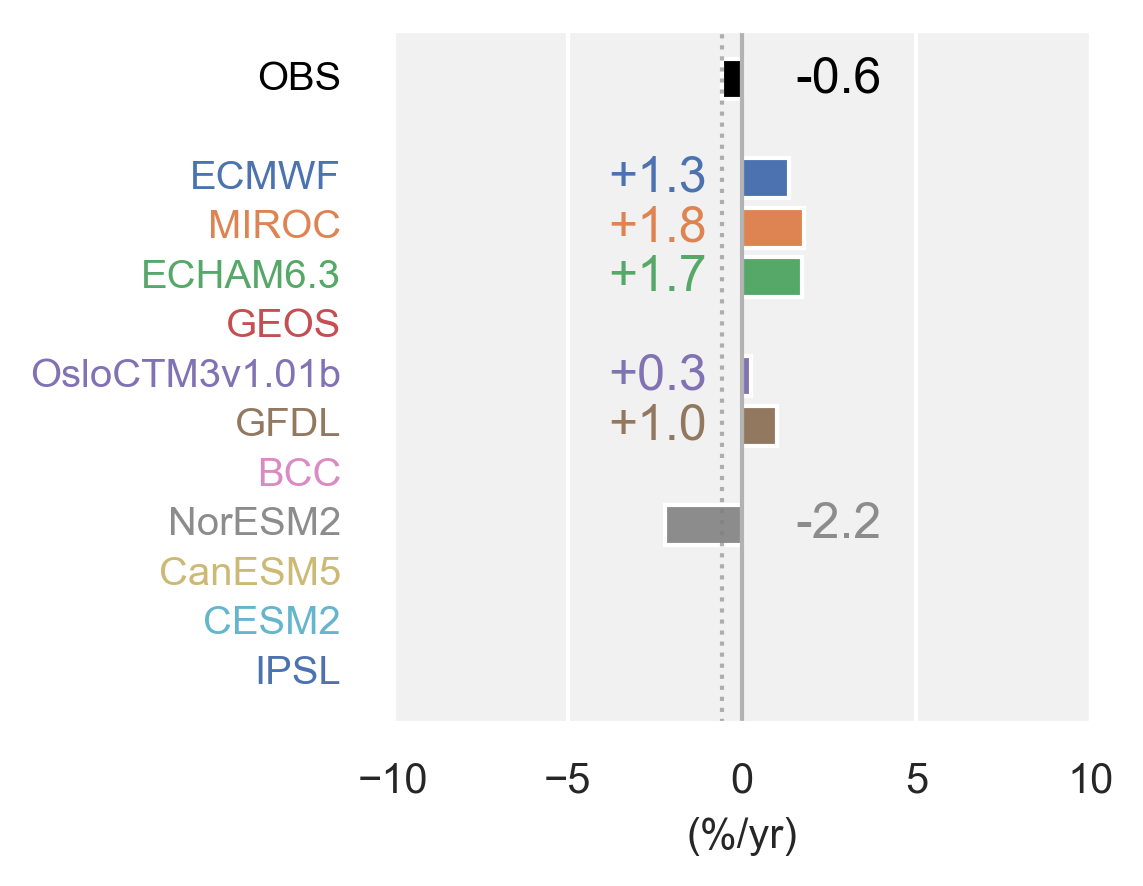 OBS -0.6
ECMWF +1.3
MIROC +1.8
ECHAM6.3 +1.7
GEOS
OsloCTM3v1.01b +0.3
GFDL +1.0
BCC
NorESM2 -2.2
CanESM5
CESM2
IPSL
−10 −5 0 5 10
(%/yr)